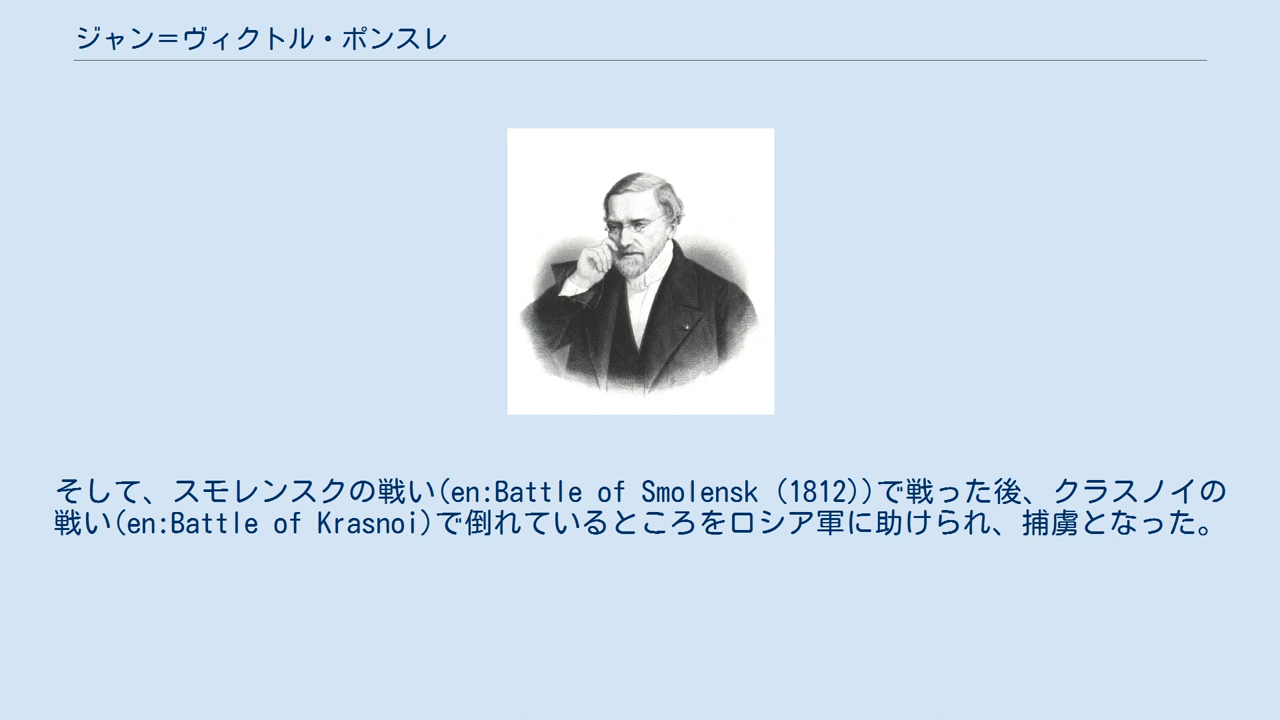 ジャン＝ヴィクトル・ポンスレ
そして、スモレンスクの戦い(en:Battle of Smolensk (1812))で戦った後、クラスノイの
戦い(en:Battle of Krasnoi)で倒れているところをロシア軍に助けられ、捕虜となった。